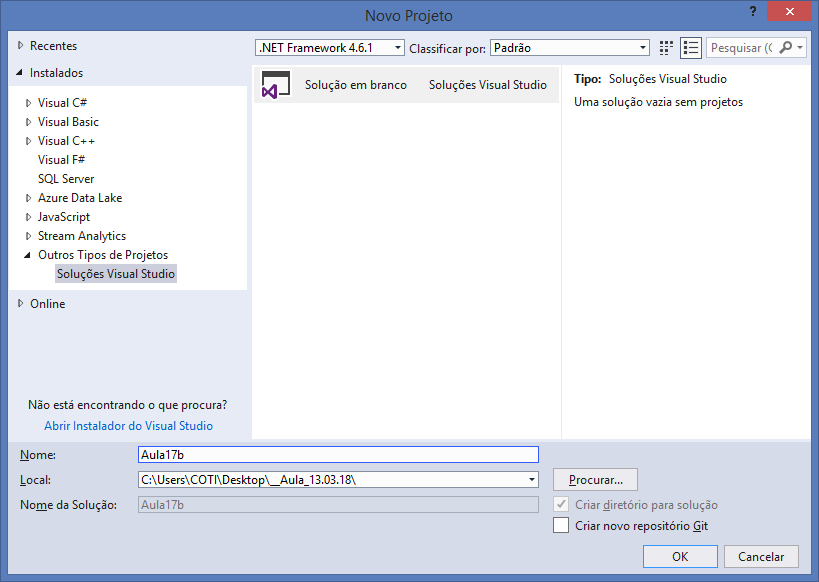 Novo Projeto
?
Recentes
Instalados
Visual C#
Visual Basic
Visual C++
Visual F#
SQL Server
Azure Data Lake
JavaScript
Stream Analytics
Outros Tipos de Projetos
Soluções Visual Studio
Online
Não está encontrando o que procura?
Abrir Instalador do Visual Studio
.NET Framework 4.6.1 Classificar por: Padrão
Pesquisar (
Solução em branco Soluções Visual Studio
Tipo: Soluções Visual Studio
Uma solução vazia sem projetos
Nome: Aula17b
Local: C:\Users\COTI\Desktop\__Aula_13.03.18\ Procurar...
Nome da Solução: Aula17b
Criar diretório para solução
Criar novo repositório Git
OK Cancelar